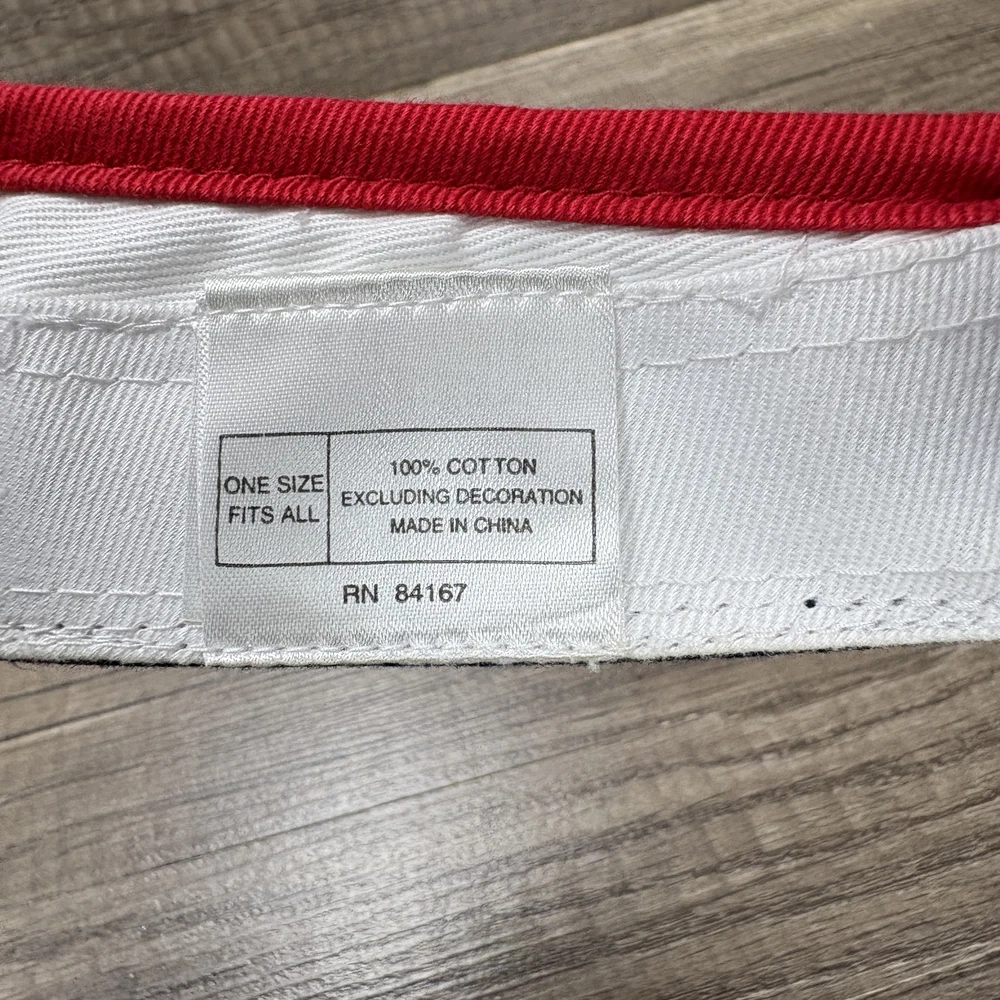 ONE SIZE
FITS ALL
100% COTTON
EXCLUDING DECORATION
MADE IN CHINA
RN 84167